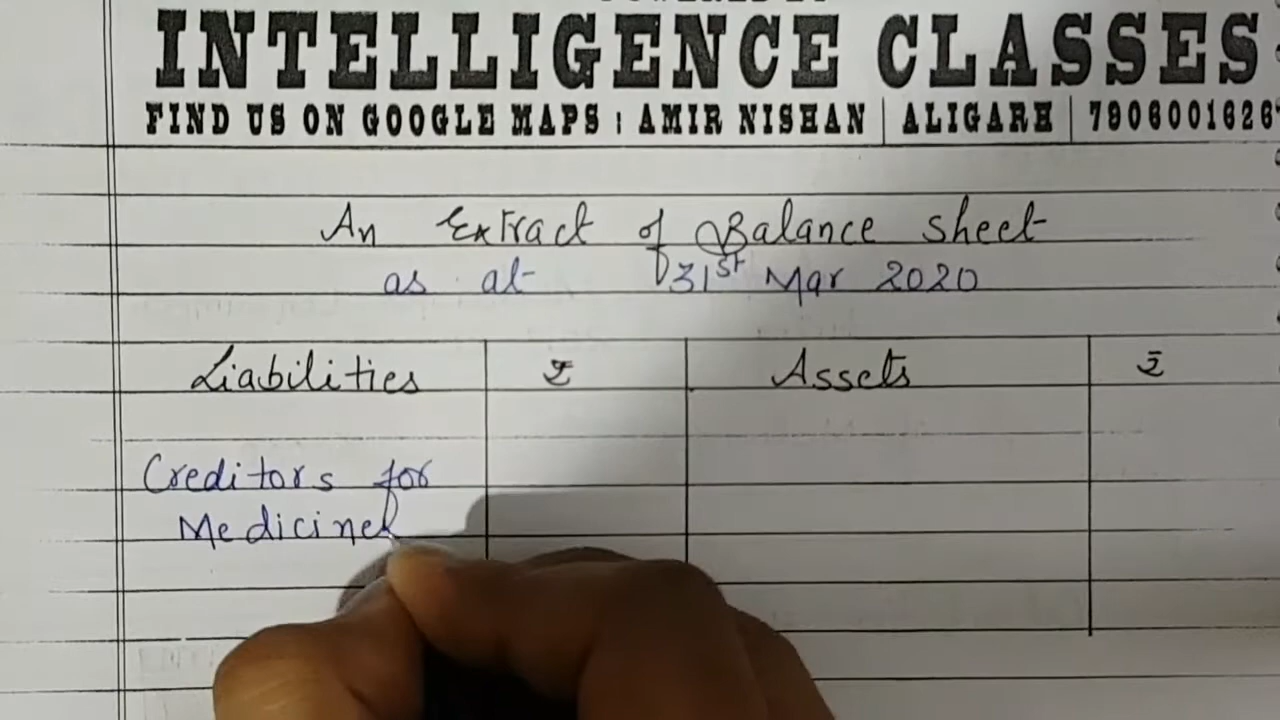 INTELLIGENCE CLASSES
FIND US ON GOOGLE MAPS : AMIR NISHAN | ALIGARH | 7906001626
An Extract of Balance sheet
as at 31st Mar 2020
Liabilities ₹ Assets ₹
Creditors for
Medicines